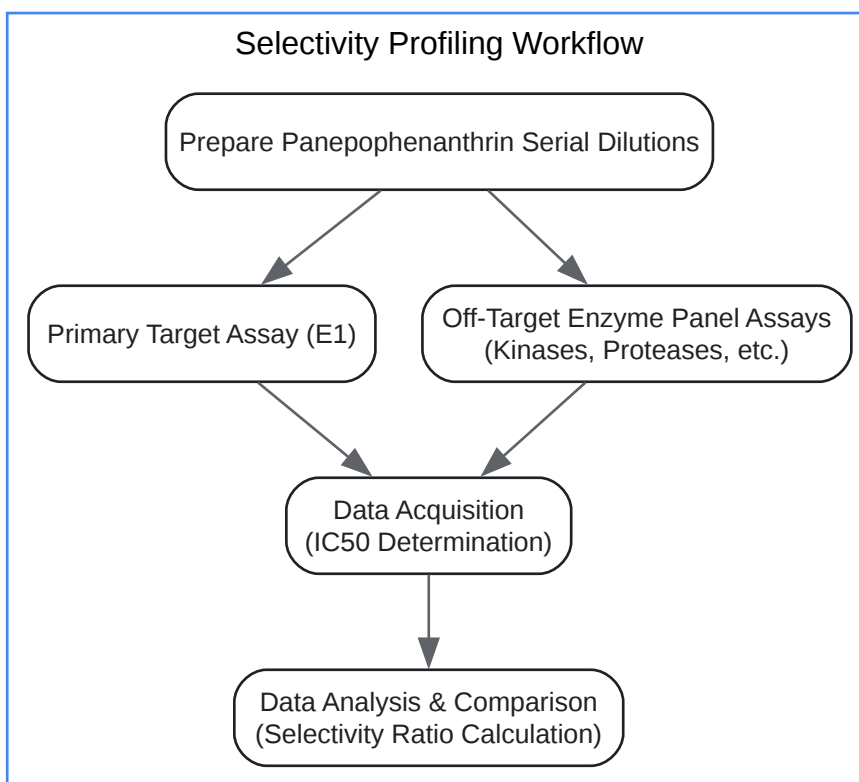 Selectivity Profiling Workflow
Prepare Panepophenanthrin Serial Dilutions
Primary Target Assay (E1)
Off-Target Enzyme Panel Assays
(Kinases, Proteases, etc.)
Data Acquisition
(IC50 Determination)
Data Analysis & Comparison
(Selectivity Ratio Calculation)